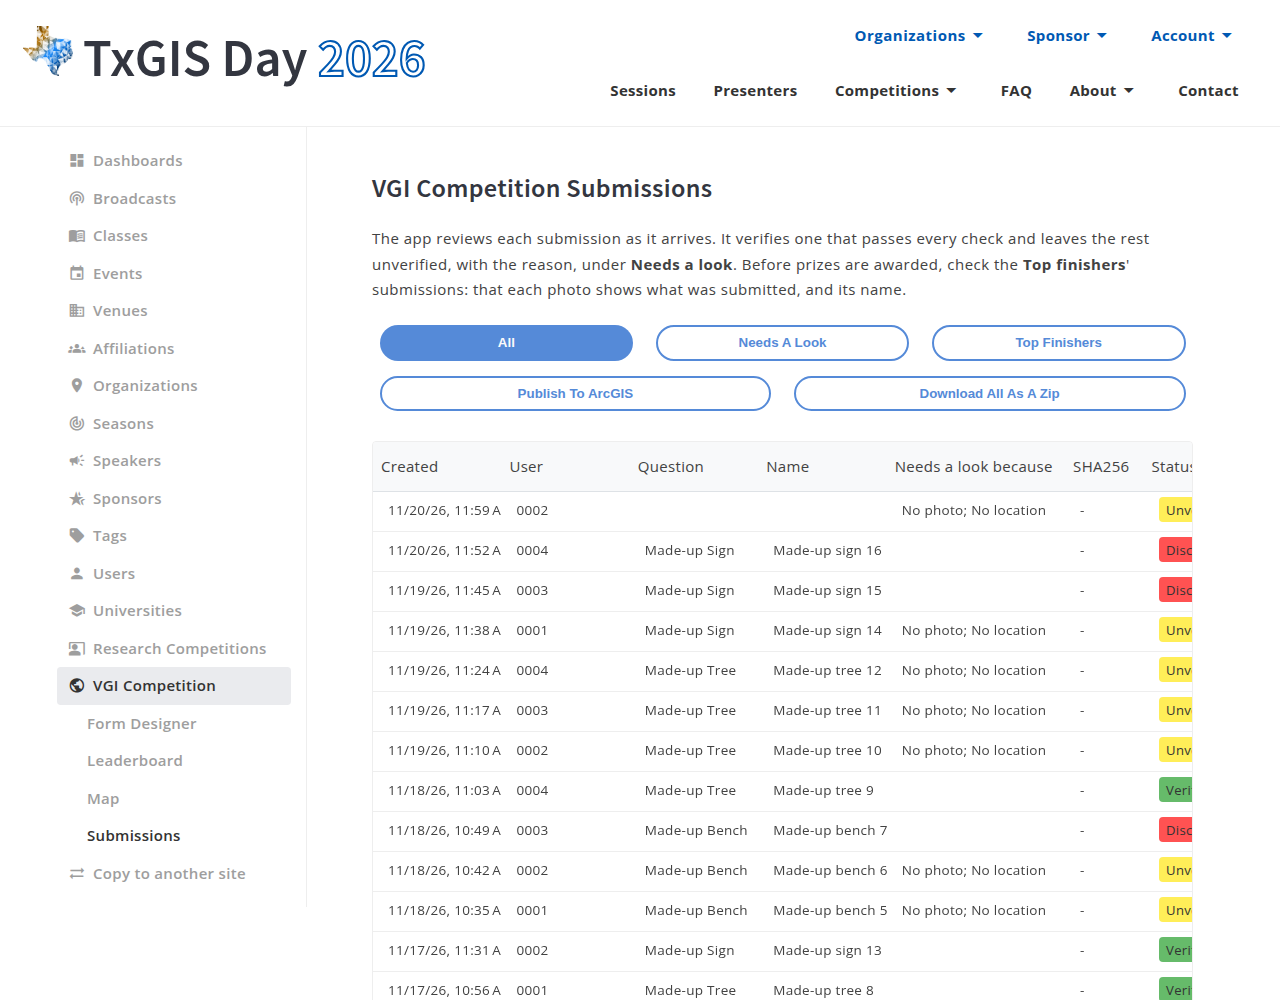 TxGIS Day 2026
Organizations
Sponsor
Account
Sessions
Presenters
Competitions
FAQ
About
Contact
Dashboards
Broadcasts
Classes
Events
Venues
Affiliations
Organizations
Seasons
Speakers
Sponsors
Tags
Users
Universities
Research Competitions
VGI Competition
Form Designer
Leaderboard
Map
Submissions
Copy to another site
VGI Competition Submissions
The app reviews each submission as it arrives. It verifies one that passes every check and leaves the rest
unverified, with the reason, under Needs a look. Before prizes are awarded, check the Top finishers'
submissions: that each photo shows what was submitted, and its name.
All
Needs A Look
Top Finishers
Publish To ArcGIS
Download All As A Zip
Created User Question Name Needs a look because SHA256 Status
11/20/26, 11:59 A 0002 No photo; No location - Unv
11/20/26, 11:52 A 0004 Made-up Sign Made-up sign 16 - Disc
11/19/26, 11:45 A 0003 Made-up Sign Made-up sign 15 - Disc
11/19/26, 11:38 A 0001 Made-up Sign Made-up sign 14 No photo; No location - Unv
11/19/26, 11:24 A 0004 Made-up Tree Made-up tree 12 No photo; No location - Unv
11/19/26, 11:17 A 0003 Made-up Tree Made-up tree 11 No photo; No location - Unv
11/19/26, 11:10 A 0002 Made-up Tree Made-up tree 10 No photo; No location - Unv
11/18/26, 11:03 A 0004 Made-up Tree Made-up tree 9 - Veri
11/18/26, 10:49 A 0003 Made-up Bench Made-up bench 7 - Disc
11/18/26, 10:42 A 0002 Made-up Bench Made-up bench 6 No photo; No location - Unv
11/18/26, 10:35 A 0001 Made-up Bench Made-up bench 5 No photo; No location - Unv
11/17/26, 11:31 A 0002 Made-up Sign Made-up sign 13 - Veri
11/17/26, 10:56 A 0001 Made-up Tree Made-up tree 8 - Veri